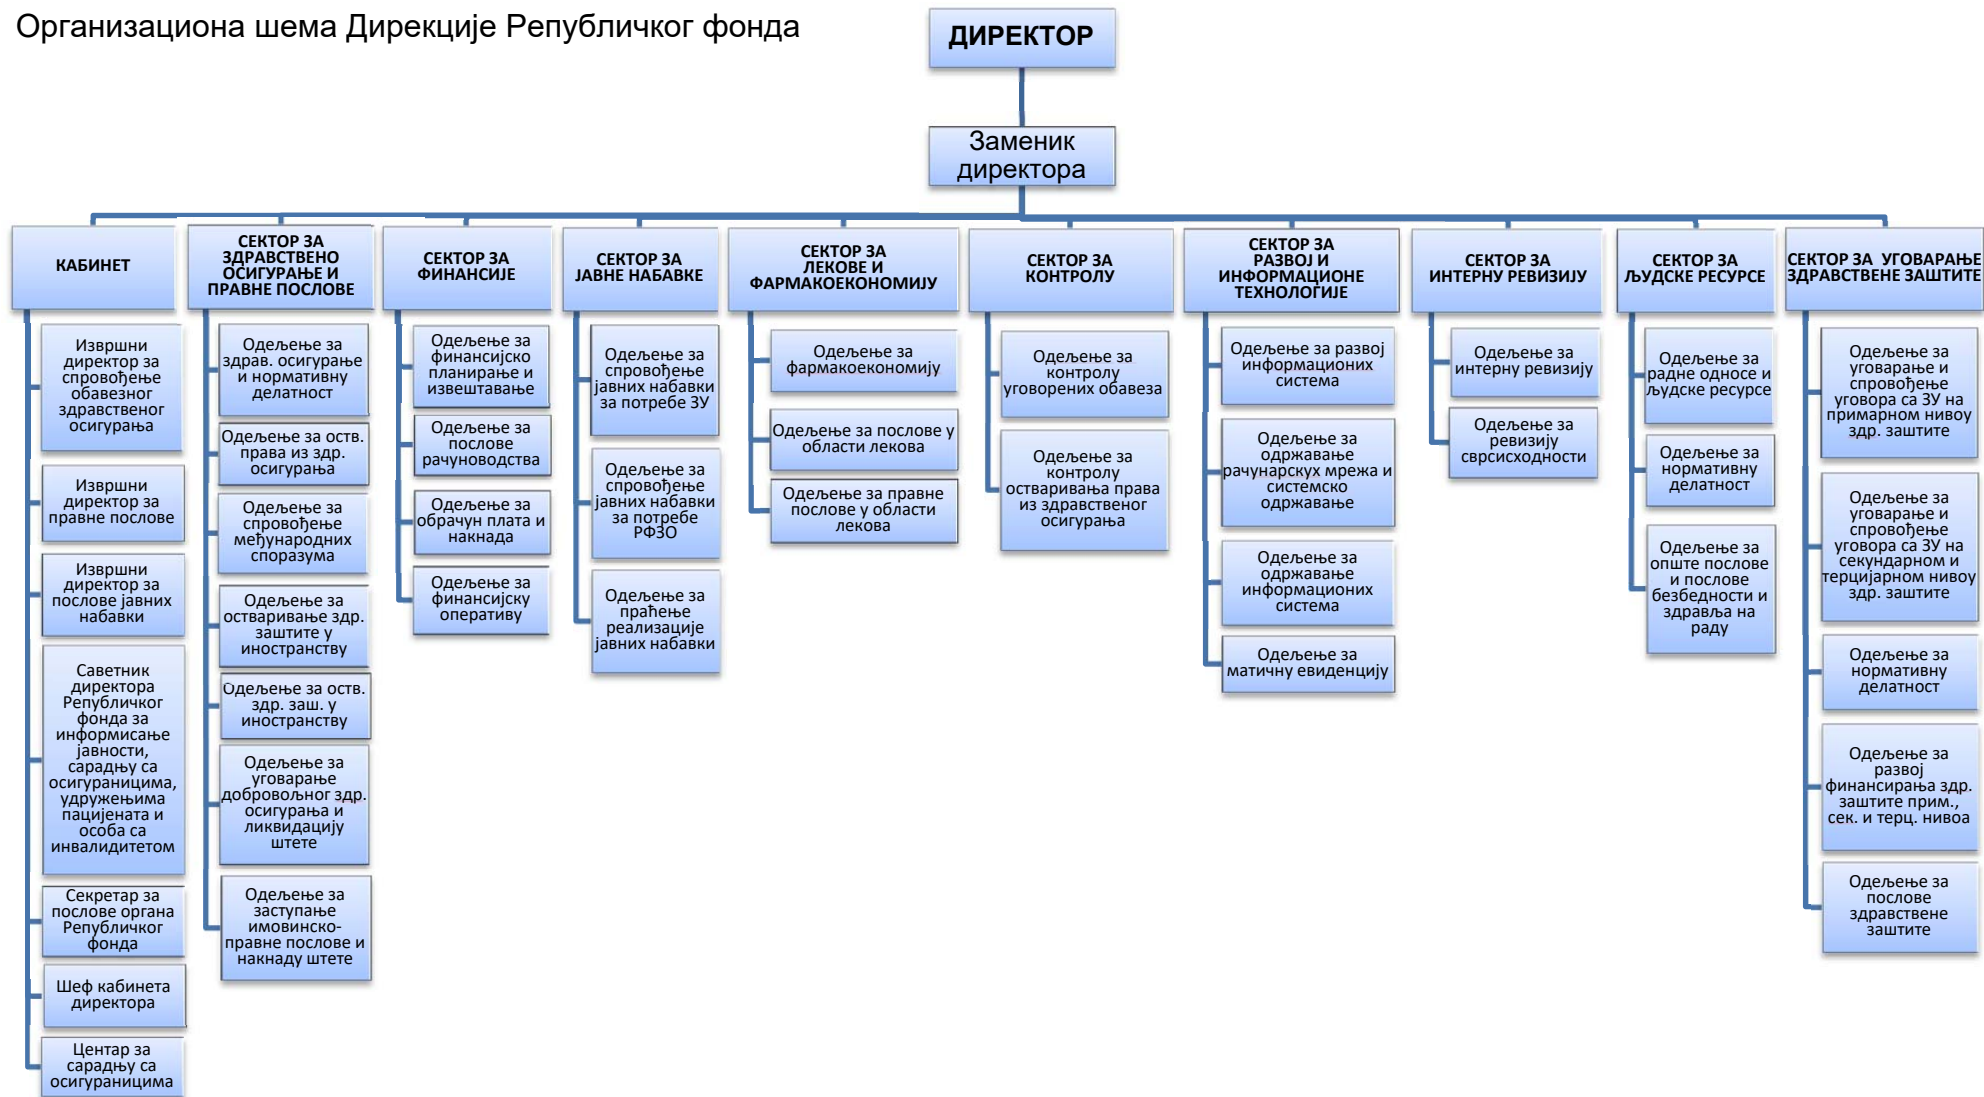 Организациона шема Дирекције Републичког фонда
ДИРЕКТОР
Заменик
директора
КАБИНЕТ
Извршни
директор за
спровођење
обавезног
здравственог
осигурања
Извршни
директор за
правне послове
Извршни
директор за
послове јавних
набавки
Саветник
директора
Републичког
фонда за
информисање
јавности,
сарадњу са
осигураницима,
удружењима
пацијената и
особа са
инвалидитетом
Секретар за
послове органа
Републичког
фонда
Шеф кабинета
директора
Центар за
сарадњу са
осигураницима
СЕКТОР ЗА
ЗДРАВСТВЕНО
ОСИГУРАЊЕ И
ПРАВНЕ ПОСЛОВЕ
Одељење за
здрав. осигурање
и нормативну
делатност
Одељење за оств.
права из здр.
осигурања
Одељење за
спровођење
међународних
споразума
Одељење за
остваривање здр.
заштите у
иностранству
Одељење за оств.
здр. заш. у
иностранству
Одељење за
уговарање
добровољног здр.
осигурања и
ликвидацију
штете
Одељење за
заступање
имовинско-
правне послове и
накнаду штете
СЕКТОР ЗА
ФИНАНСИЈЕ
Одељење за
финансијско
планирање и
извештавање
Одељење за
послове
рачуноводства
Одељење за
обрачун плата и
накнада
Одељење за
финансијску
оперативу
СЕКТОР ЗА
ЈАВНЕ НАБАВКЕ
Одељење за
спровођење
јавних набавки
за потребе ЗУ
Одељење за
спровођење
јавних набавки
за потребе
РФЗО
Одељење за
праћење
реализације
јавних набавки
СЕКТОР ЗА
ЛЕКОВЕ И
ФАРМАКОЕКОНОМИЈУ
Одељење за
фармакоекономију
Одељење за послове у
области лекова
Одељење за правне
послове у области
лекова
СЕКТОР ЗА
КОНТРОЛУ
Одељење за
контролу
уговорених обавеза
Одељење за
контролу
остваривања права
из здравственог
осигурања
СЕКТОР ЗА
РАЗВОЈ И
ИНФОРМАЦИОНЕ
ТЕХНОЛОГИЈЕ
Одељење за развој
информационих
система
Одељење за
одржавање
рачунарских мрежа и
системско
одржавање
Одељење за
одржавање
информационих
система
Одељење за
матичну евиденцију
СЕКТОР ЗА
ИНТЕРНУ РЕВИЗИЈУ
Одељење за
интерну ревизију
Одељење за
ревизију
сврсисходности
СЕКТОР ЗА
ЉУДСКЕ РЕСУРСЕ
Одељење за
радне односе и
људске ресурсе
Одељење за
нормативну
делатност
Одељење за
опште послове
и послове
безбедности и
здравља на
раду
СЕКТОР ЗА УГОВАРАЊЕ
ЗДРАВСТВЕНЕ ЗАШТИТЕ
Одељење за
уговарање и
спровођење
уговора са ЗУ на
примарном нивоу
здр. заштите
Одељење за
уговарање и
спровођење
уговора са ЗУ на
секундарном и
терцијарном нивоу
здр. заштите
Одељење за
нормативну
делатност
Одељење за
развој
финансирања здр.
заштите прим.,
сек. и терц. нивоа
Одељење за
послове
здравствене
заштите